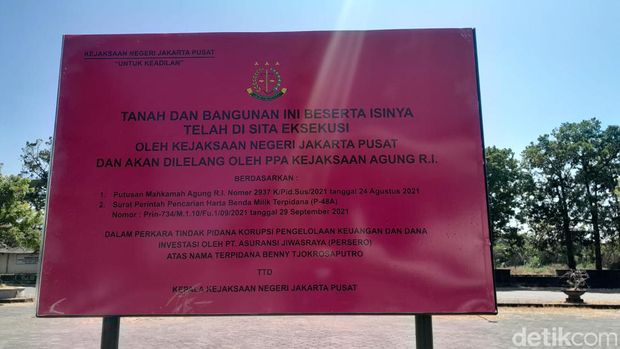 KEJAKSAAN NEGERI JAKARTA PUSAT
"UNTUK KEADILAN"
TANAH DAN BANGUNAN INI BESERTA ISINYA
TELAH DI SITA EKSEKUSI
OLEH KEJAKSAAN NEGERI JAKARTA PUSAT
DAN AKAN DILELANG OLEH PPA KEJAKSAAN AGUNG R.I.
BERDASARKAN :
1. Putusan Mahkamah Agung R.I. Nomer 2937 K/Pid.Sus/2021 tanggal 24 Agustus 2021
2. Surat Perintah Pencarian Harta Benda Milik Terpidana (P-48A)
Nomor : Prin-734/M.1.10/Fu.1/09/2021 tanggal 29 September 2021
DALAM PERKARA TINDAK PIDANA KORUPSI PENGELOLAAN KEUANGAN DAN DANA
INVESTASI OLEH PT. ASURANSI JIWASRAYA (PERSERO)
ATAS NAMA TERPIDANA BENNY TJOKROSAPUTRO
TTD
KEPALA KEJAKSAAN NEGERI JAKARTA PUSAT
detikcom